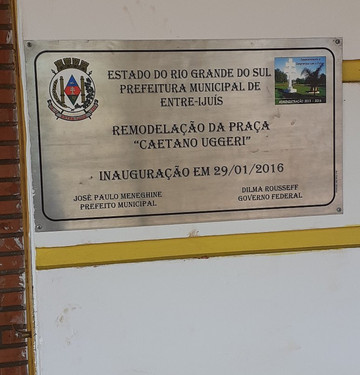 ESTADO DO RIO GRANDE DO SUL
PREFEITURA MUNICIPAL DE
ENTRE-IJUÍS
REMODELAÇÃO DA PRAÇA
"CAETANO UGGERI"
INAUGURAÇÃO EM 29/01/2016
JOSÉ PAULO MENEGHINE
PREFEITO MUNICIPAL
DILMA ROUSSEFF
GOVERNO FEDERAL